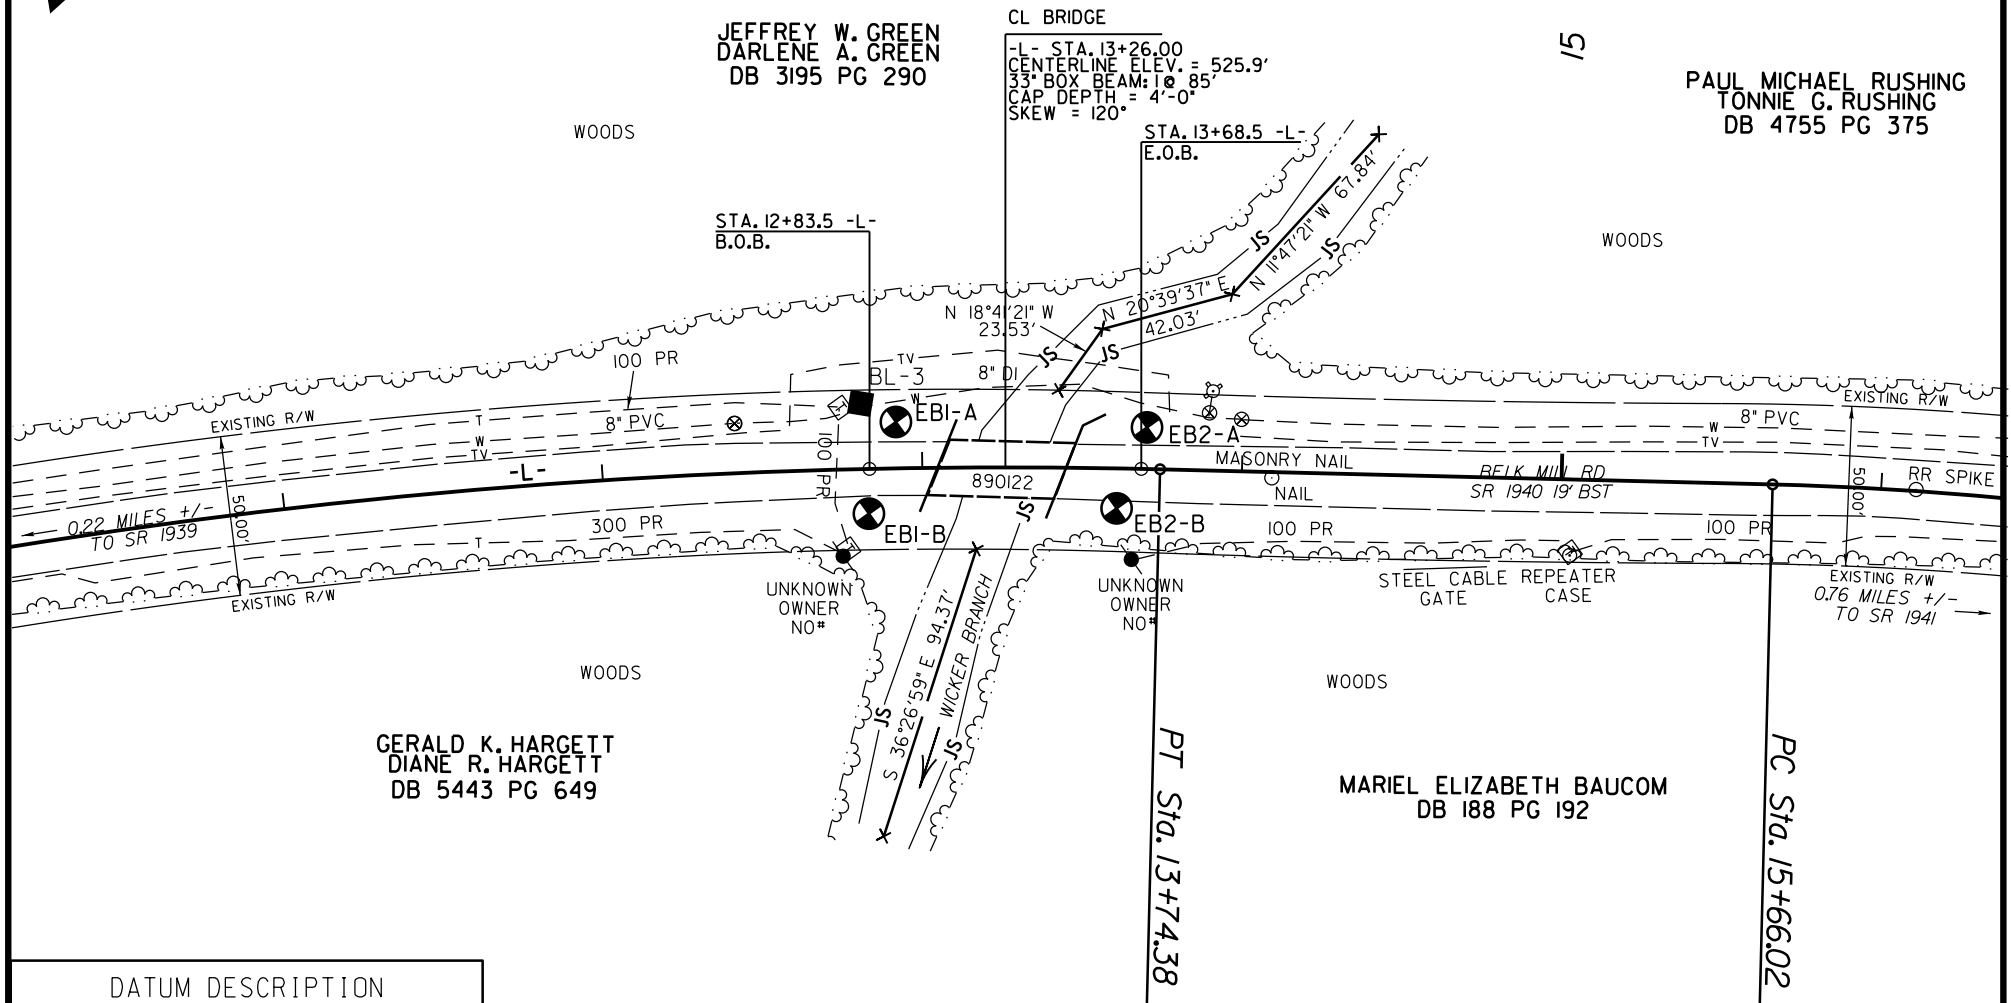 JEFFREY W. GREEN
DARLENE A. GREEN
DB 3195 PG 290
CL BRIDGE
-L- STA. 13+26.00
CENTERLINE ELEV. = 525.9'
33" BOX BEAM: 1 @ 85'
CAP DEPTH = 4'-0"
SKEW = 120°
15
PAUL MICHAEL RUSHING
TONNIE G. RUSHING
DB 4755 PG 375
WOODS
STA. 13+68.5 -L-
E.O.B.
STA. 12+83.5 -L-
B.O.B.
WOODS
N 11°47'21" W 67.84'
JS
JS
N 20°39'37" E
42.03'
N 18°41'21" W
23.53'
JS
JS
100 PR
TV
BL-3
8" DI
W
EXISTING R/W
T
8" PVC
W
TV
EB1-A
EB2-A
EXISTING R/W
8" PVC
W
TV
-L-
100 PR
890122
MASONRY NAIL
NAIL
BELK MILL RD
SR 1940 19' BST
RR SPIKE
50.00'
50.00'
0.22 MILES +/-
TO SR 1939
300 PR
T
EB1-B
JS
EB2-B
100 PR
100 PR
EXISTING R/W
UNKNOWN
OWNER
NO#
UNKNOWN
OWNER
NO#
STEEL CABLE
GATE
REPEATER
CASE
EXISTING R/W
0.76 MILES +/-
TO SR 1941
WOODS
S 36°26'59" E 94.37'
WICKER BRANCH
JS
JS
WOODS
GERALD K. HARGETT
DIANE R. HARGETT
DB 5443 PG 649
PT Sta. 13+74.38
MARIEL ELIZABETH BAUCOM
DB 188 PG 192
PC Sta. 15+66.02
DATUM DESCRIPTION